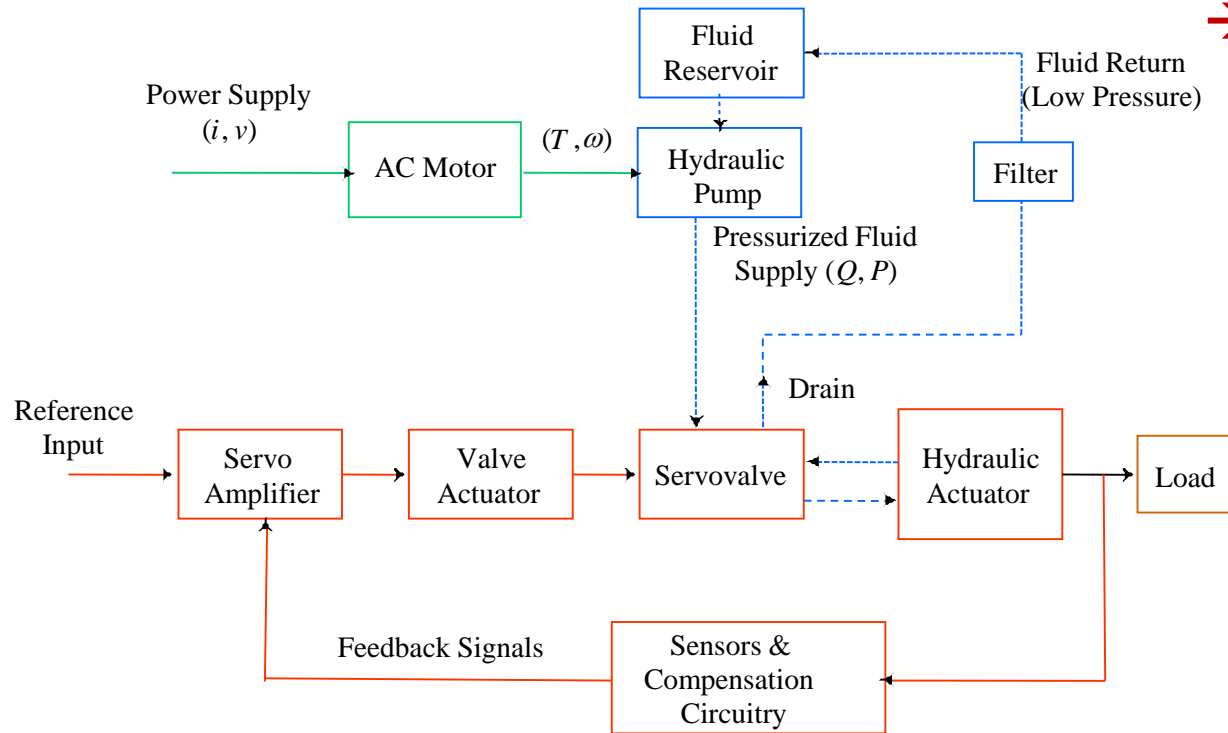 Fluid
Reservoir
Fluid Return
(Low Pressure)
Power Supply
(i, v)
AC Motor
(T, ω)
Hydraulic
Pump
Filter
Pressurized Fluid
Supply (Q, P)
Drain
Reference
Input
Servo
Amplifier
Valve
Actuator
Servovalve
Hydraulic
Actuator
Load
Feedback Signals
Sensors &
Compensation
Circuitry